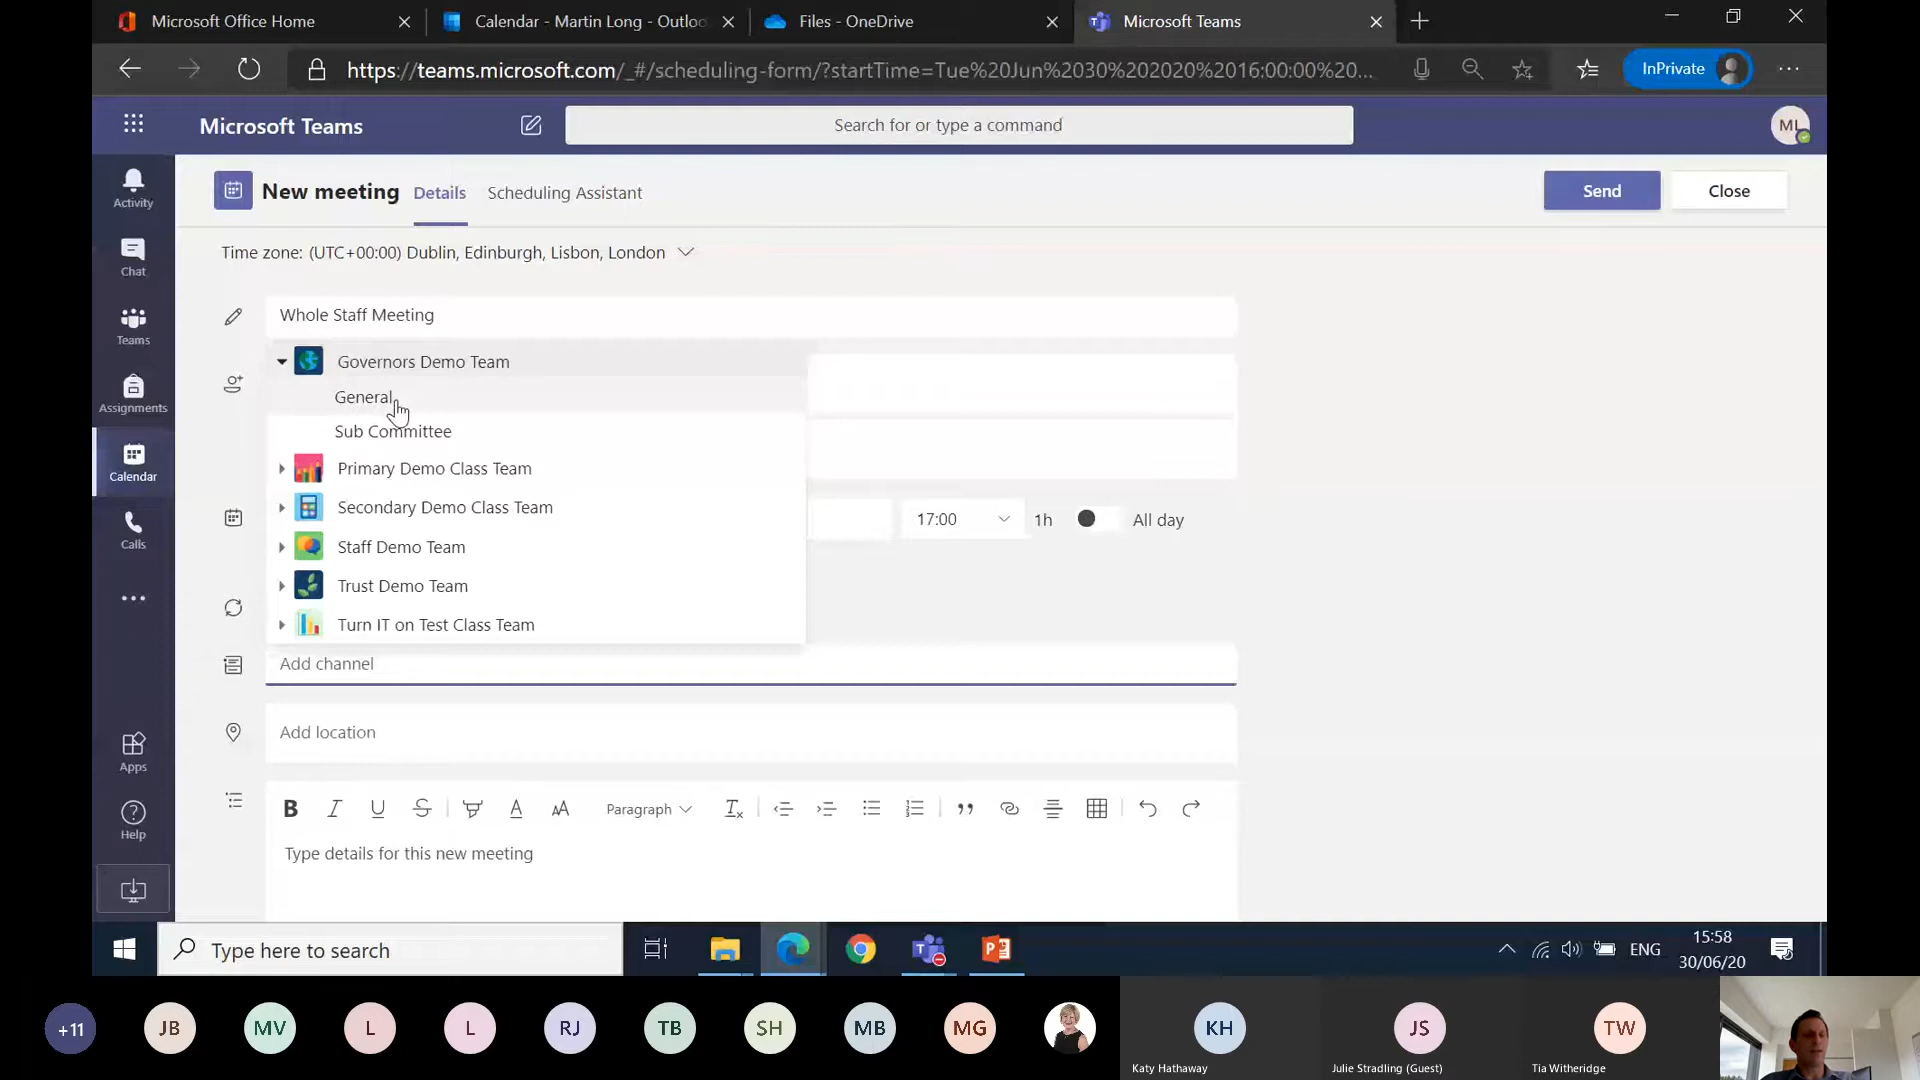 Microsoft Office Home
Calendar - Martin Long - Outloo
Files - OneDrive
Microsoft Teams
https://teams.microsoft.com/_#/scheduling-form/?startTime=Tue%20Jun%2030%202020%2016:00:00%20...
InPrivate
Microsoft Teams
Search for or type a command
ML
Activity
Chat
Teams
Assignments
Calendar
Calls
Apps
Help
New meeting
Details
Scheduling Assistant
Send
Close
Time zone: (UTC+00:00) Dublin, Edinburgh, Lisbon, London
Whole Staff Meeting
Governors Demo Team
General
Sub Committee
Primary Demo Class Team
Secondary Demo Class Team
Staff Demo Team
Trust Demo Team
Turn IT on Test Class Team
17:00
1h
All day
Add channel
Add location
B I U S A AA Paragraph
Type details for this new meeting
Type here to search
ENG
15:58
30/06/20
+11
JB
MV
L
L
RJ
TB
SH
MB
MG
KH
Katy Hathaway
JS
Julie Stradling (Guest)
TW
Tia Witheridge